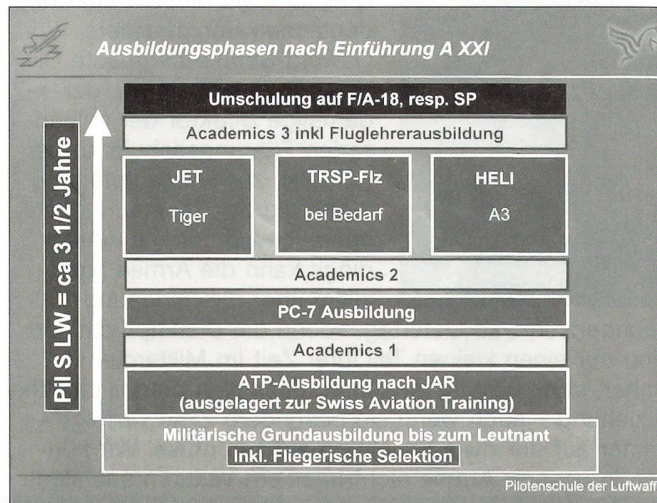 Ausbildungsphasen nach Einführung A XXI
Umschulung auf F/A-18, resp. SP
Academics 3 inkl Fluglehrerausbildung
JET
Tiger
TRSP-Flz
bei Bedarf
HELI
A3
Academics 2
PC-7 Ausbildung
Academics 1
ATP-Ausbildung nach JAR
(ausgelagert zur Swiss Aviation Training)
Militärische Grundausbildung bis zum Leutnant
Inkl. Fliegerische Selektion
Pil S LW = ca 3 1/2 Jahre
Pilotenschule der Luftwaff